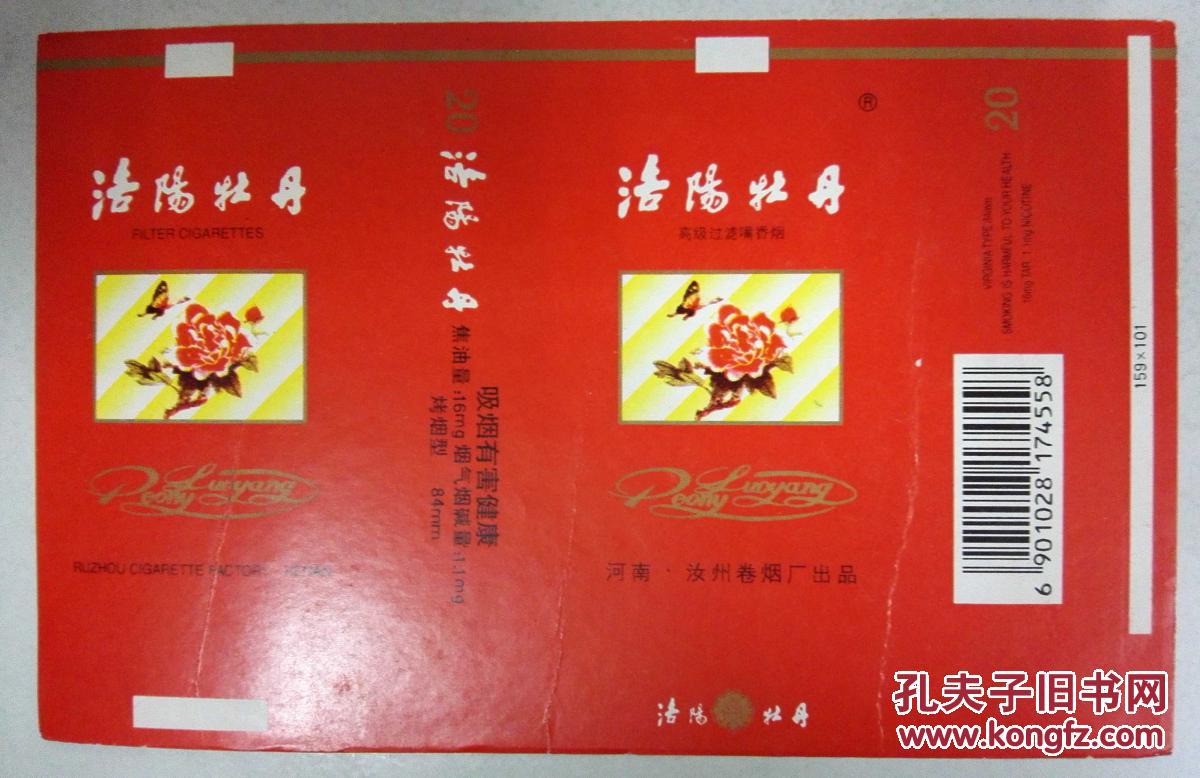 洛陽牡丹
FILTER CIGARETTES
Peony Luoyang
RUZHOU CIGARETTE FACTORY
20
洛陽牡丹
吸烟有害健康
焦油量:16mg 烟气烟碱量:1.1mg
烤烟型 84mm
®
洛陽牡丹
高级过滤嘴香烟
Peony Luoyang
河南·汝州卷烟厂出品
洛陽 牡丹
20
VIRGINIA TYPE 84mm
SMOKING IS HARMFUL TO YOUR HEALTH
16mg TAR 1.1mg NICOTINE
6 901028 174558
159×101
孔夫子旧书网
www.kongfz.com